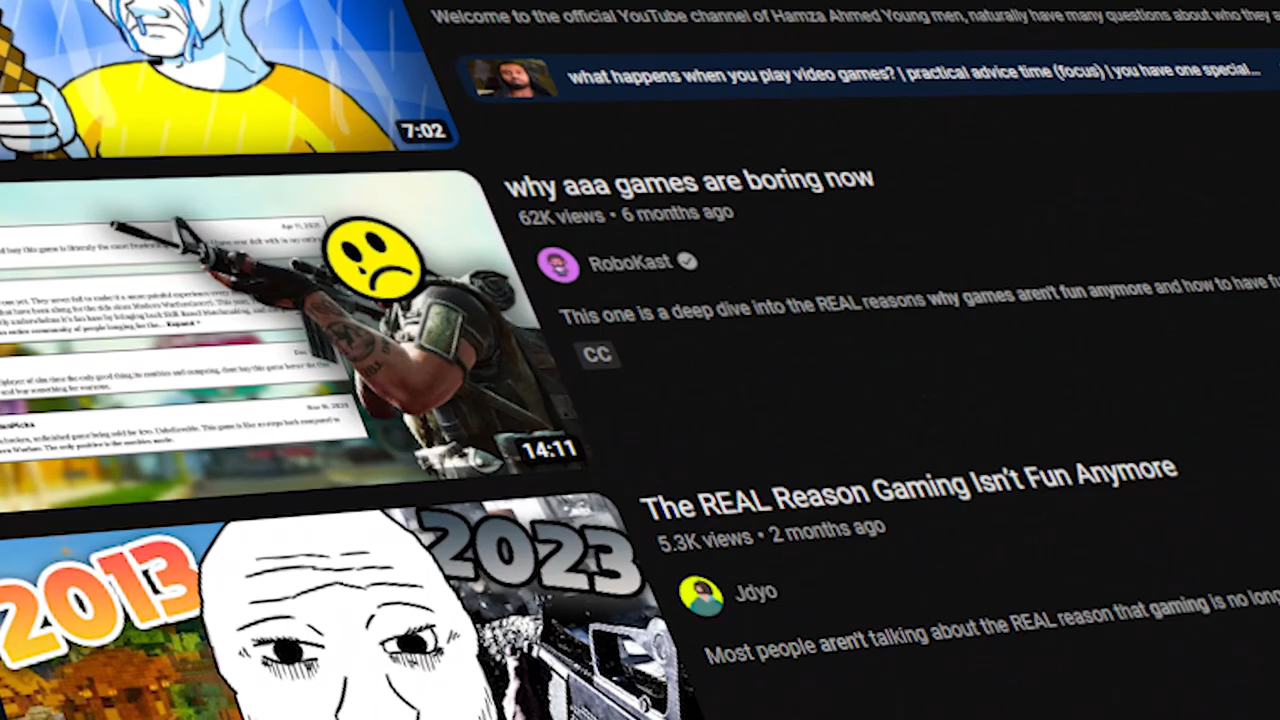 Welcome to the official YouTube channel of Hamza Ahmed Young men, naturally have many questions about who they a
what happens when you play video games? | practical advice time (focus) | you have one special...
7:02
why aaa games are boring now
62K views • 6 months ago
RoboKast
This one is a deep dive into the REAL reasons why games aren't fun anymore and how to have fu
CC
14:11
The REAL Reason Gaming Isn't Fun Anymore
5.3K views • 2 months ago
Jdyo
Most people aren't talking about the REAL reason that gaming is no long
2013
2023